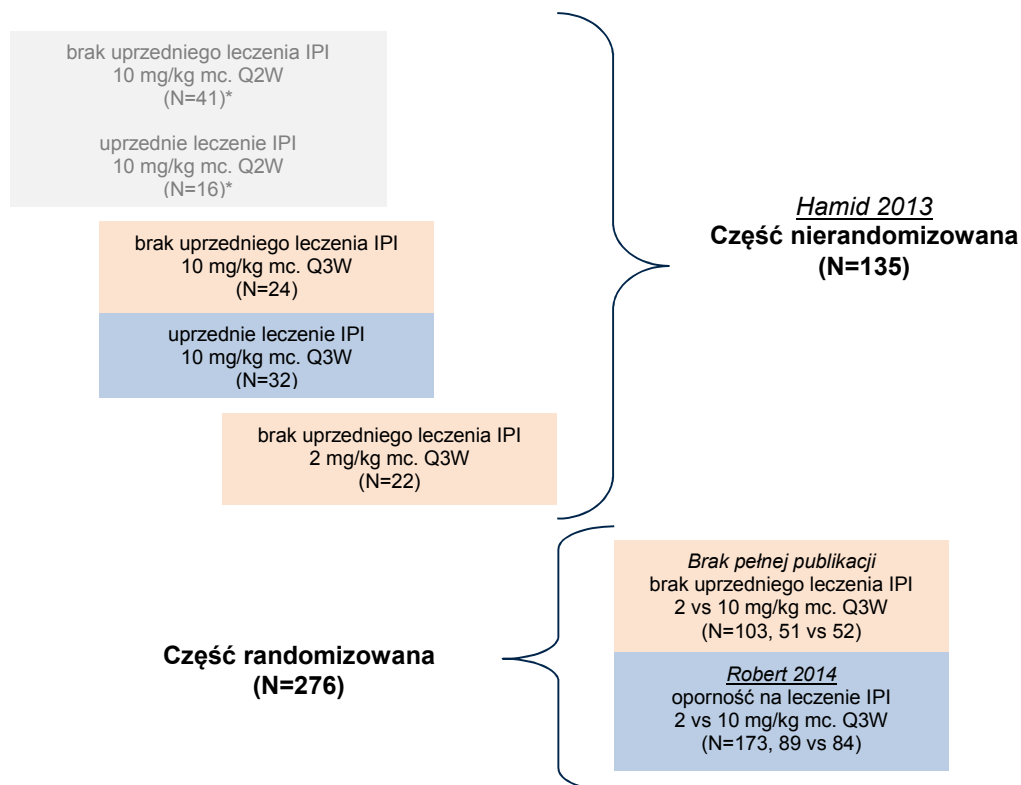 brak uprzedniego leczenia IPI
10 mg/kg mc. Q2W
(N=41)*
uprzednie leczenie IPI
10 mg/kg mc. Q2W
(N=16)*
brak uprzedniego leczenia IPI
10 mg/kg mc. Q3W
(N=24)
uprzednie leczenie IPI
10 mg/kg mc. Q3W
(N=32)
brak uprzedniego leczenia IPI
2 mg/kg mc. Q3W
(N=22)
Hamid 2013
Część nierandomizowana
(N=135)
Część randomizowana
(N=276)
Brak pełnej publikacji
brak uprzedniego leczenia IPI
2 vs 10 mg/kg mc. Q3W
(N=103, 51 vs 52)
Robert 2014
oporność na leczenie IPI
2 vs 10 mg/kg mc. Q3W
(N=173, 89 vs 84)